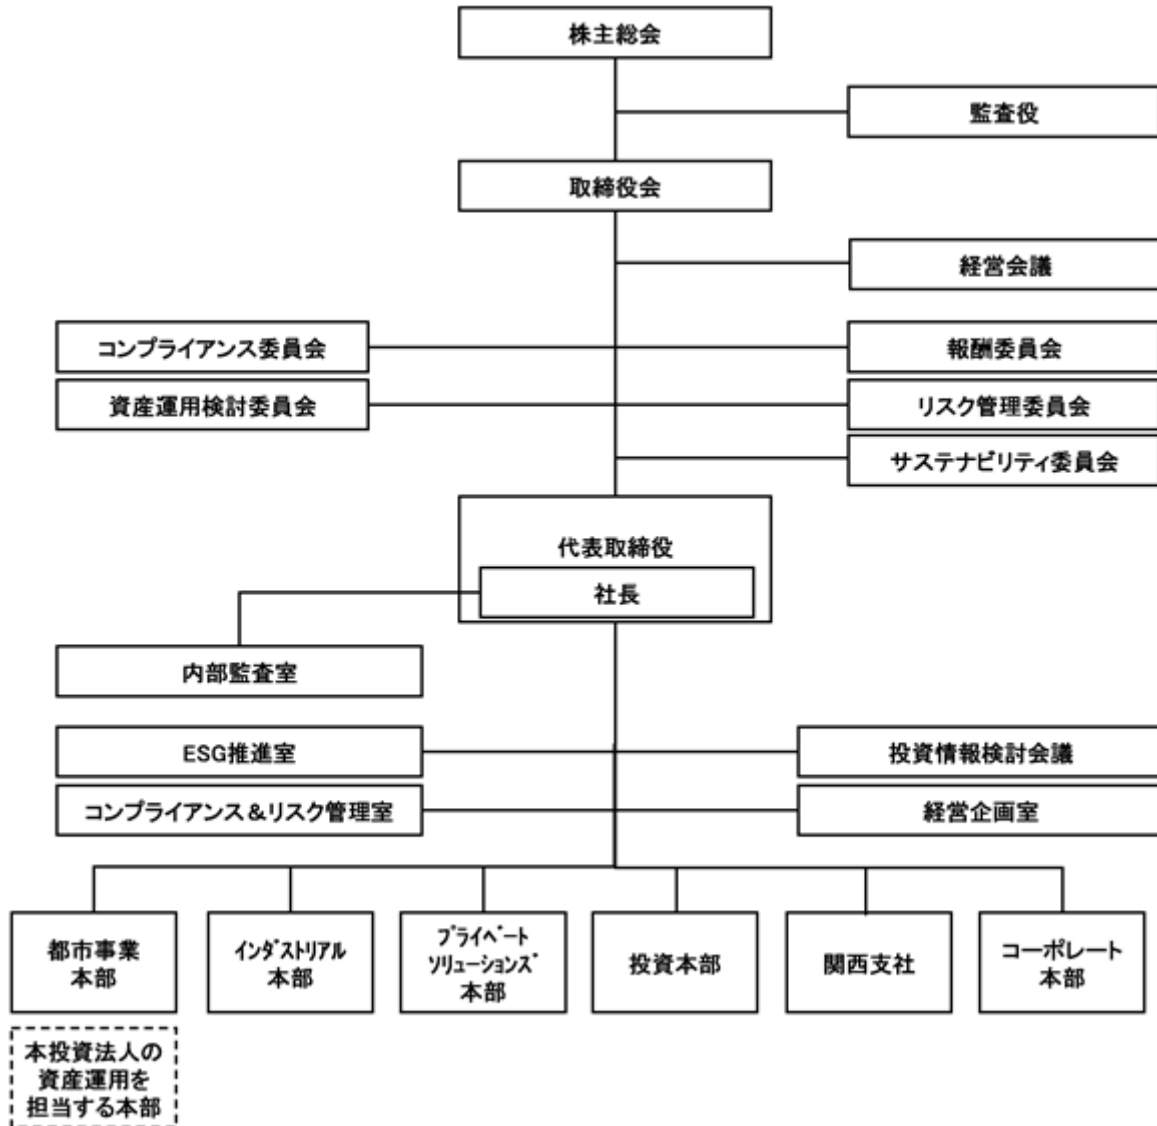 株主総会
監査役
取締役会
経営会議
コンプライアンス委員会
報酬委員会
資産運用検討委員会
リスク管理委員会
サステナビリティ委員会
代表取締役
社長
内部監査室
ESG推進室
投資情報検討会議
コンプライアンス&リスク管理室
経営企画室
都市事業
本部
インダストリアル
本部
プライベート
ソリューションズ
本部
投資本部
関西支社
コーポレート
本部
本投資法人の
資産運用を
担当する本部